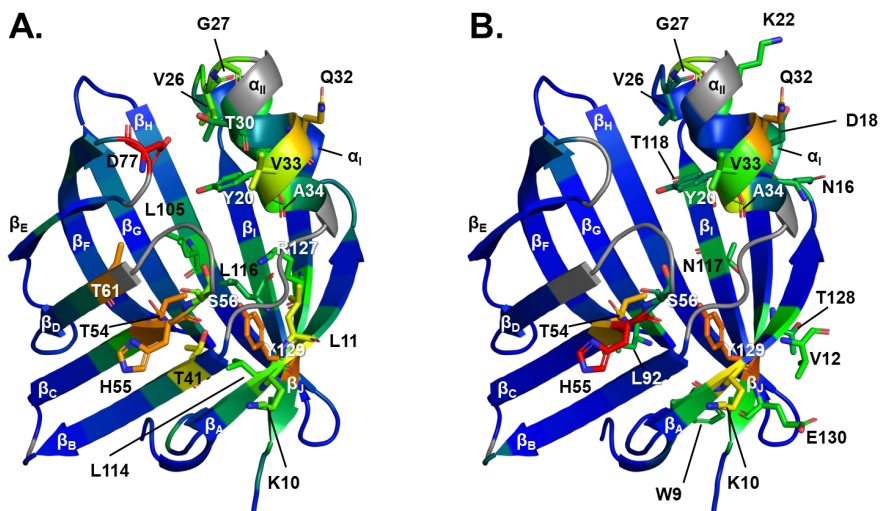 A.
G27
V26
αII
Q32
T30
βH
D77
V33
αI
Y20
A34
L105
βE
βG
βF
βI
R127
L116
T61
S56
βD
T54
L11
Y129
H55
T41
βC
βJ
βA
βB
L114
K10
B.
G27
K22
V26
αII
Q32
βH
D18
T118
V33
αI
Y20
A34
N16
βE
βG
βF
βI
N117
S56
T128
βD
T54
Y129
V12
H55
L92
βC
βJ
βA
E130
βB
W9
K10